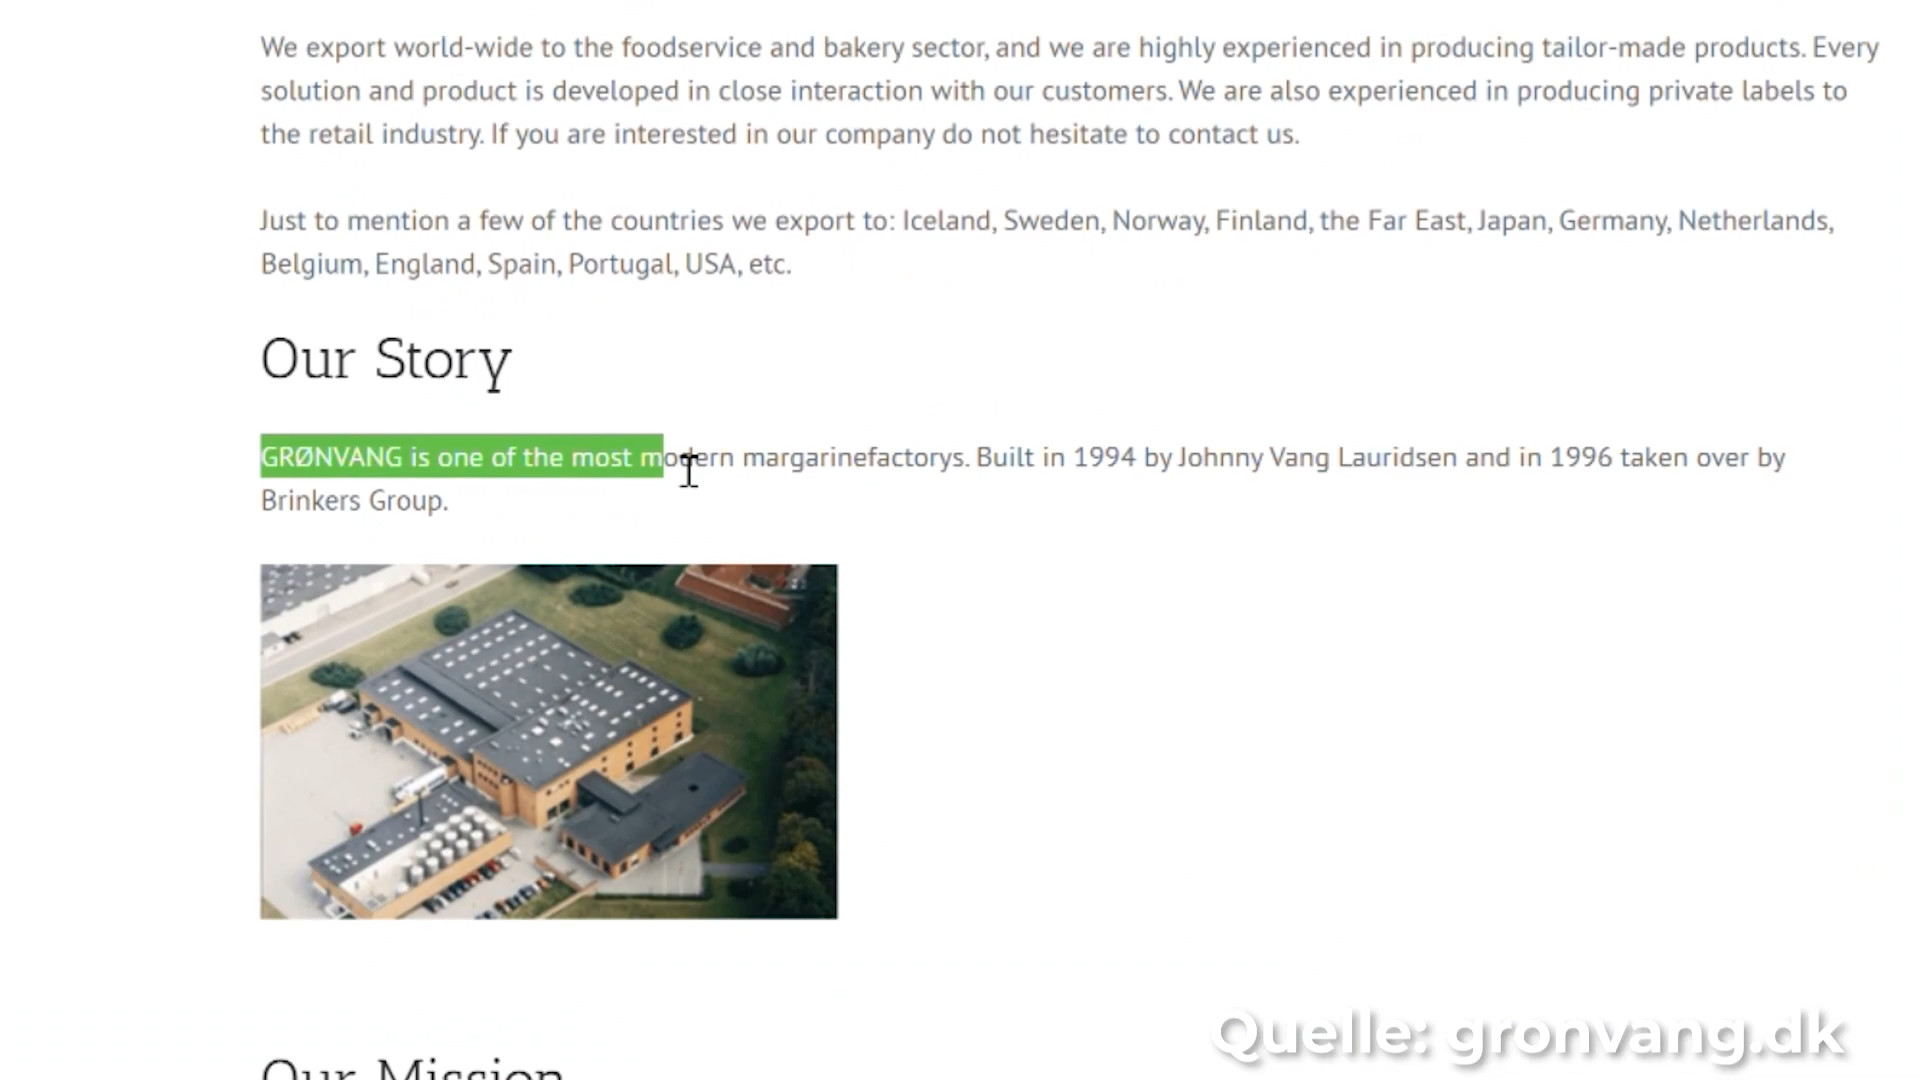 We export world-wide to the foodservice and bakery sector, and we are highly experienced in producing tailor-made products. Every
solution and product is developed in close interaction with our customers. We are also experienced in producing private labels to
the retail industry. If you are interested in our company do not hesitate to contact us.
Just to mention a few of the countries we export to: Iceland, Sweden, Norway, Finland, the Far East, Japan, Germany, Netherlands,
Belgium, England, Spain, Portugal, USA, etc.
Our Story
GRØNVANG is one of the most modern margarinefactorys. Built in 1994 by Johnny Vang Lauridsen and in 1996 taken over by
Brinkers Group.
Our Mission
Quelle: gronvang.dk